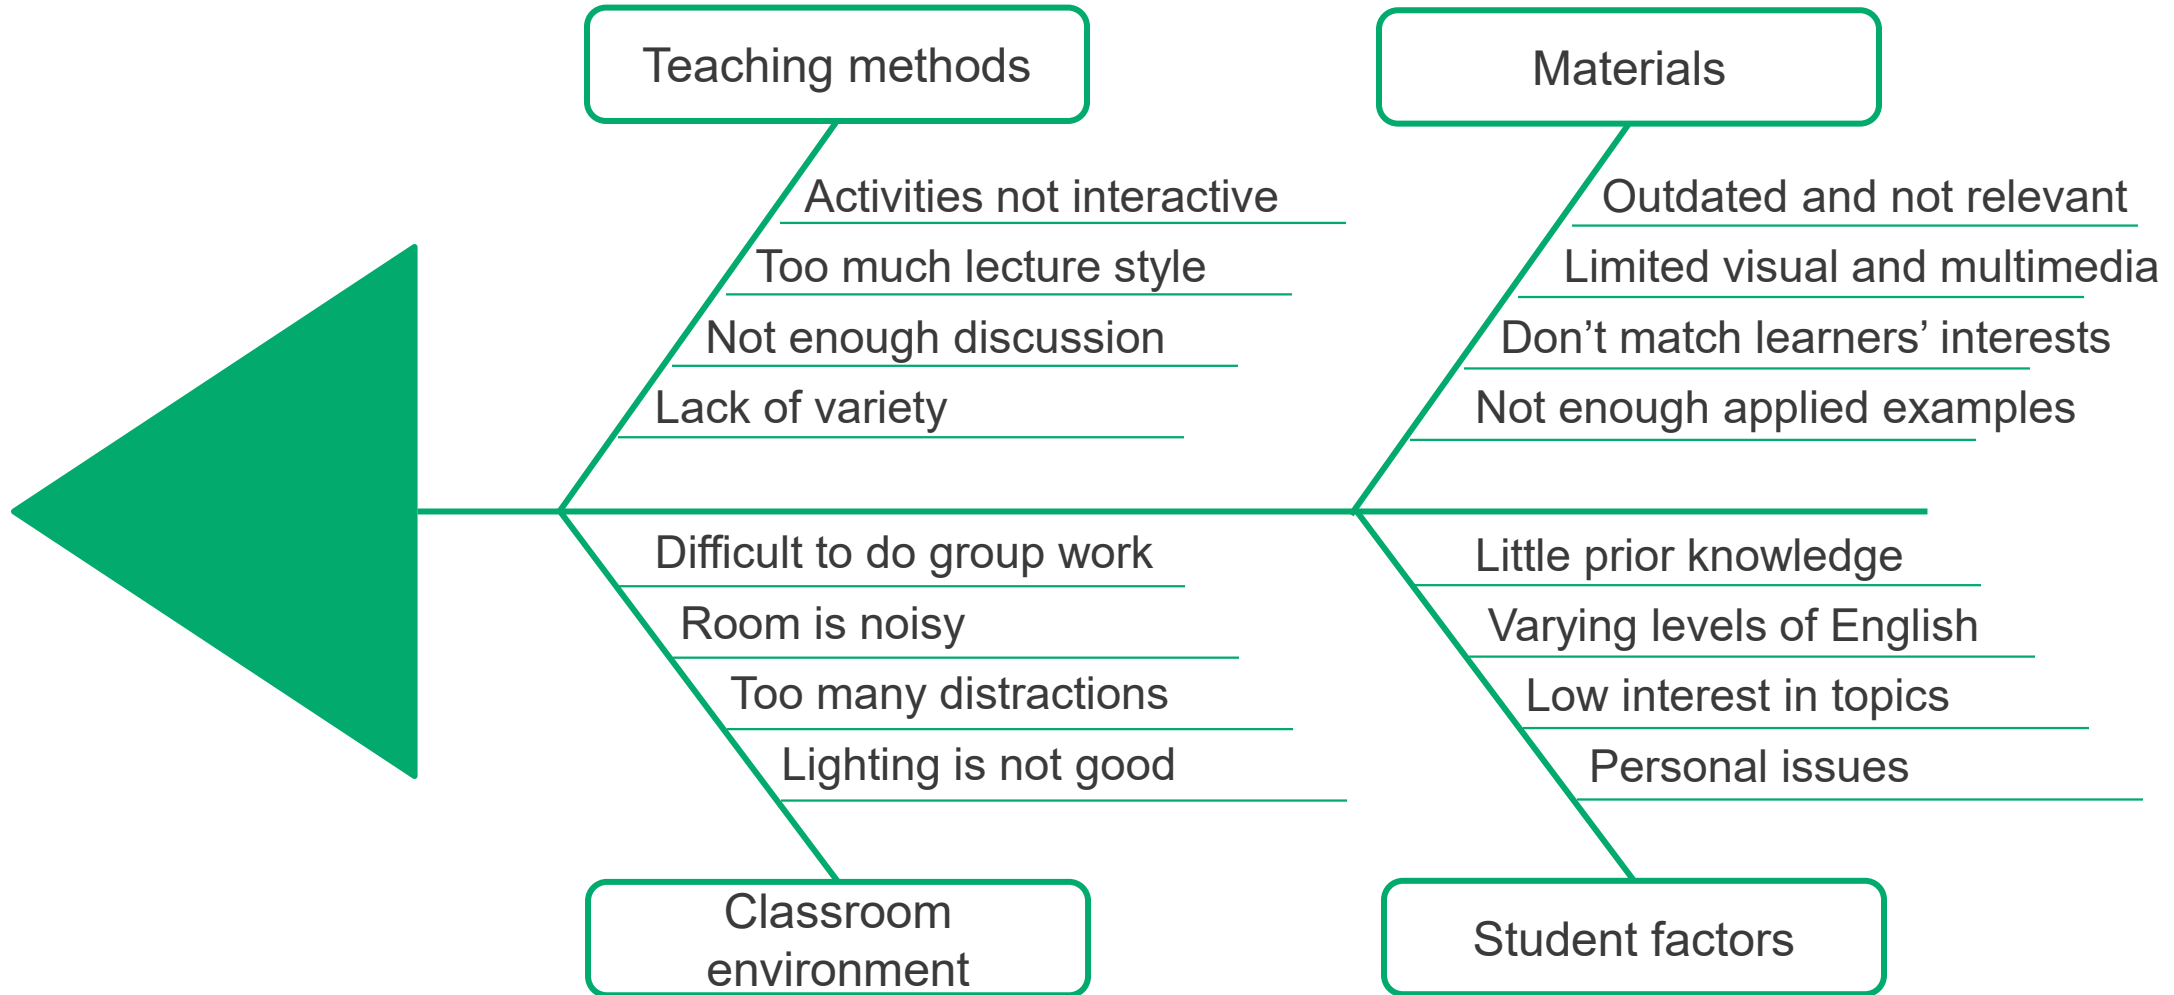 Teaching methods
Activities not interactive
Too much lecture style
Not enough discussion
Lack of variety
Materials
Outdated and not relevant
Limited visual and multimedia
Don’t match learners’ interests
Not enough applied examples
Difficult to do group work
Room is noisy
Too many distractions
Lighting is not good
Classroom
environment
Little prior knowledge
Varying levels of English
Low interest in topics
Personal issues
Student factors